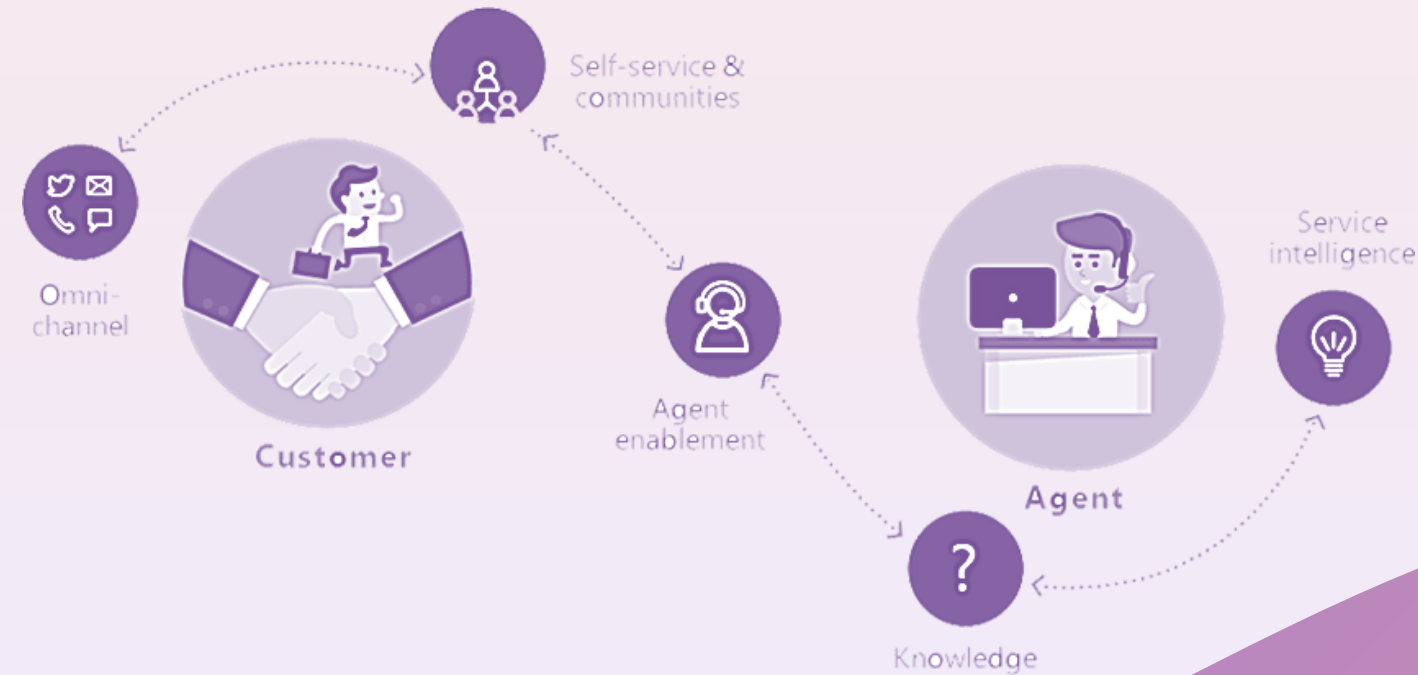 Self-service &
communities
Omni-
channel
Customer
Agent
enablement
Service
intelligence
Agent
?
Knowledge